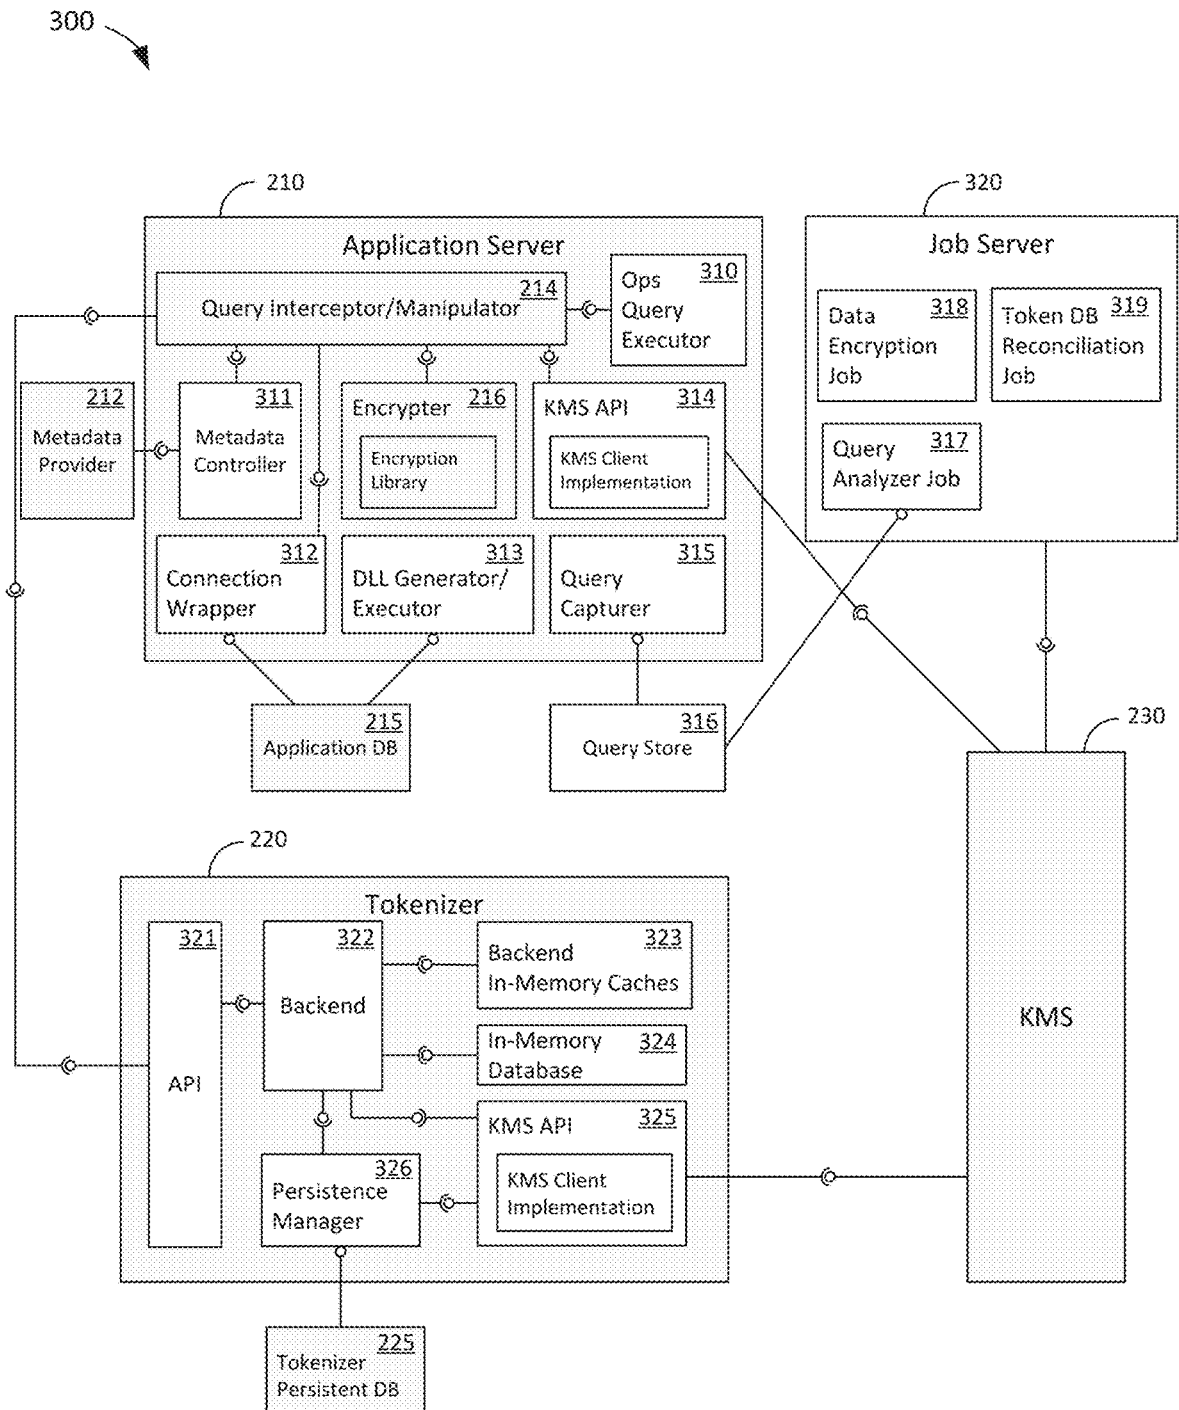 300
210
320
Application Server
Job Server
214
Query Interceptor/Manipulator
310
Ops
Query
Executor
318
Data
Encryption
Job
319
Token DB
Reconciliation
Job
212
Metadata
Provider
311
Metadata
Controller
216
Encrypter
Encryption
Library
314
KMS API
KMS Client
Implementation
317
Query
Analyzer Job
312
Connection
Wrapper
313
DLL Generator/
Executor
315
Query
Capturer
215
Application DB
316
Query Store
230
KMS
220
Tokenizer
321
API
322
Backend
323
Backend
In-Memory Caches
324
In-Memory
Database
325
KMS API
KMS Client
Implementation
326
Persistence
Manager
225
Tokenizer
Persistent DB